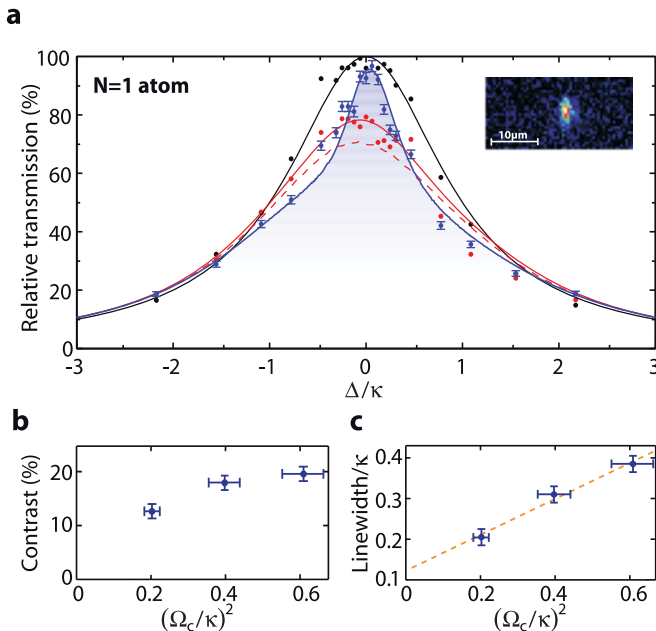 a
N=1 atom
10μm
Relative transmission (%)
100
80
60
40
20
0
-3 -2 -1 0 1 2 3
Δ/κ
b
Contrast (%)
20
10
0
0 0.2 0.4 0.6
(Ωc/κ)²
c
Linewidth/κ
0.4
0.3
0.2
0.1
0 0.2 0.4 0.6
(Ωc/κ)²